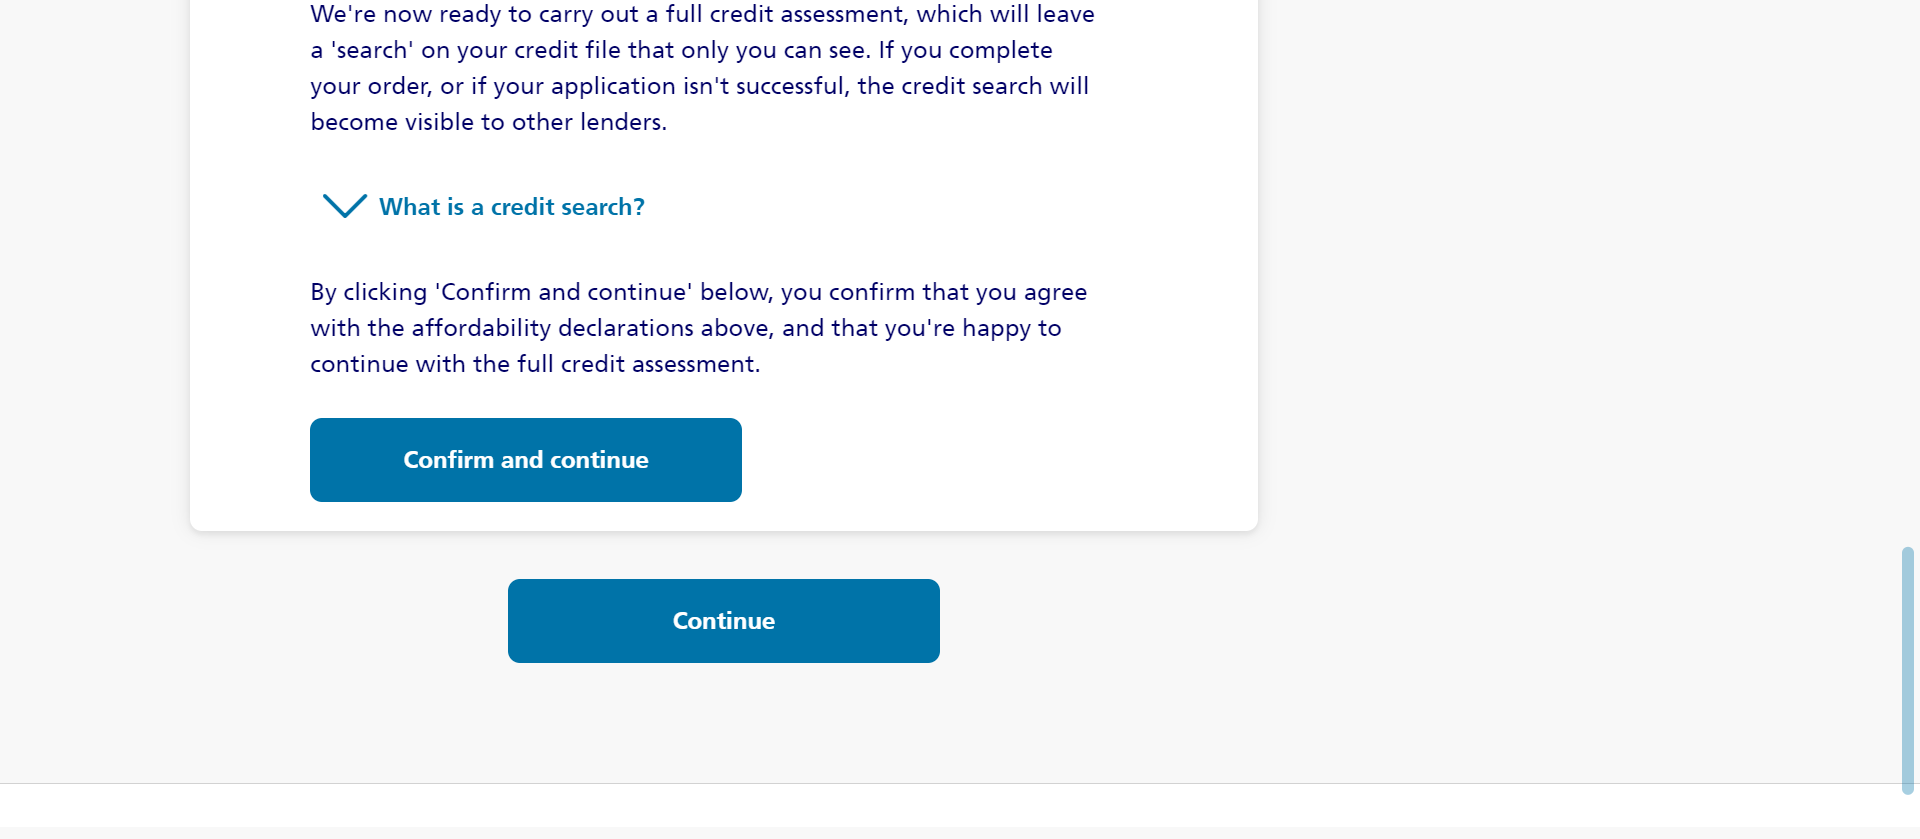 We're now ready to carry out a full credit assessment, which will leave
a 'search' on your credit file that only you can see. If you complete
your order, or if your application isn't successful, the credit search will
become visible to other lenders.
What is a credit search?
By clicking 'Confirm and continue' below, you confirm that you agree
with the affordability declarations above, and that you're happy to
continue with the full credit assessment.
Confirm and continue
Continue